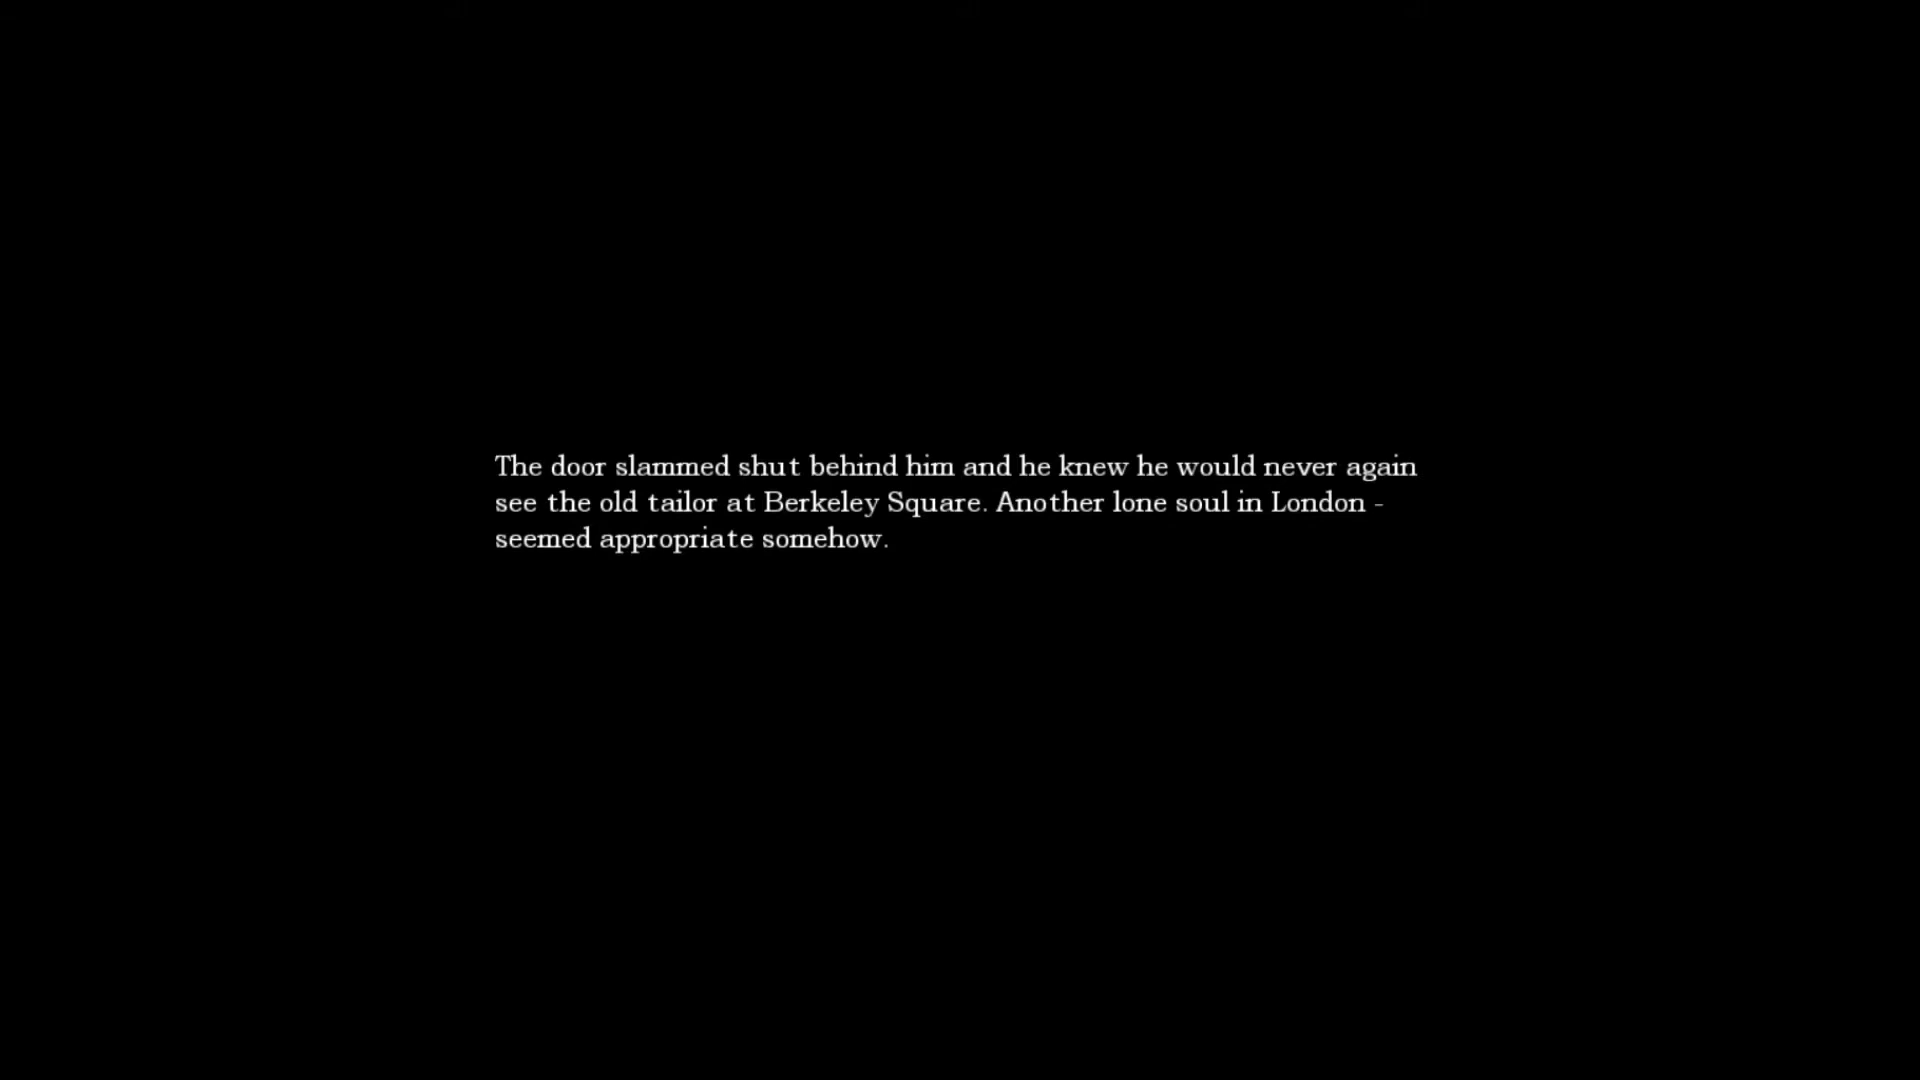 The door slammed shut behind him and he knew he would never again
see the old tailor at Berkeley Square. Another lone soul in London -
seemed appropriate somehow.